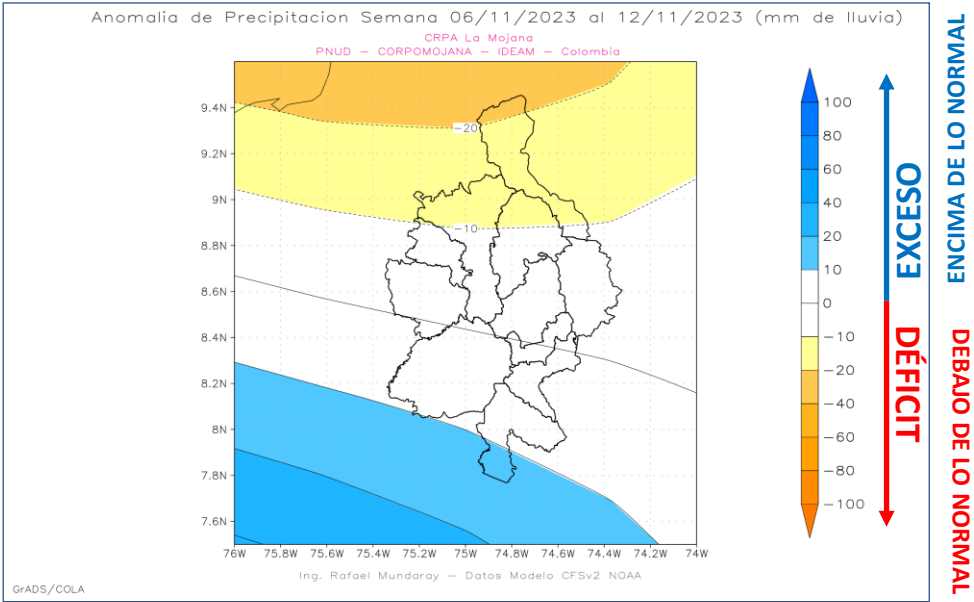 Anomalia de Precipitacion Semana 06/11/2023 al 12/11/2023 (mm de lluvia)
CRPA La Mojana
PNUD – CORPOMOJANA – IDEAM – Colombia
9.4N
9.2N
9N
8.8N
8.6N
8.4N
8.2N
8N
7.8N
7.6N
76W 75.8W 75.6W 75.4W 75.2W 75W 74.8W 74.6W 74.4W 74.2W 74W
−20
−10
100
80
60
40
20
10
0
−10
−20
−40
−60
−80
−100
EXCESO
DÉFICIT
ENCIMA DE LO NORMAL
DEBAJO DE LO NORMAL
Ing. Rafael Mundaray – Datos Modelo CFSv2 NOAA
GrADS/COLA